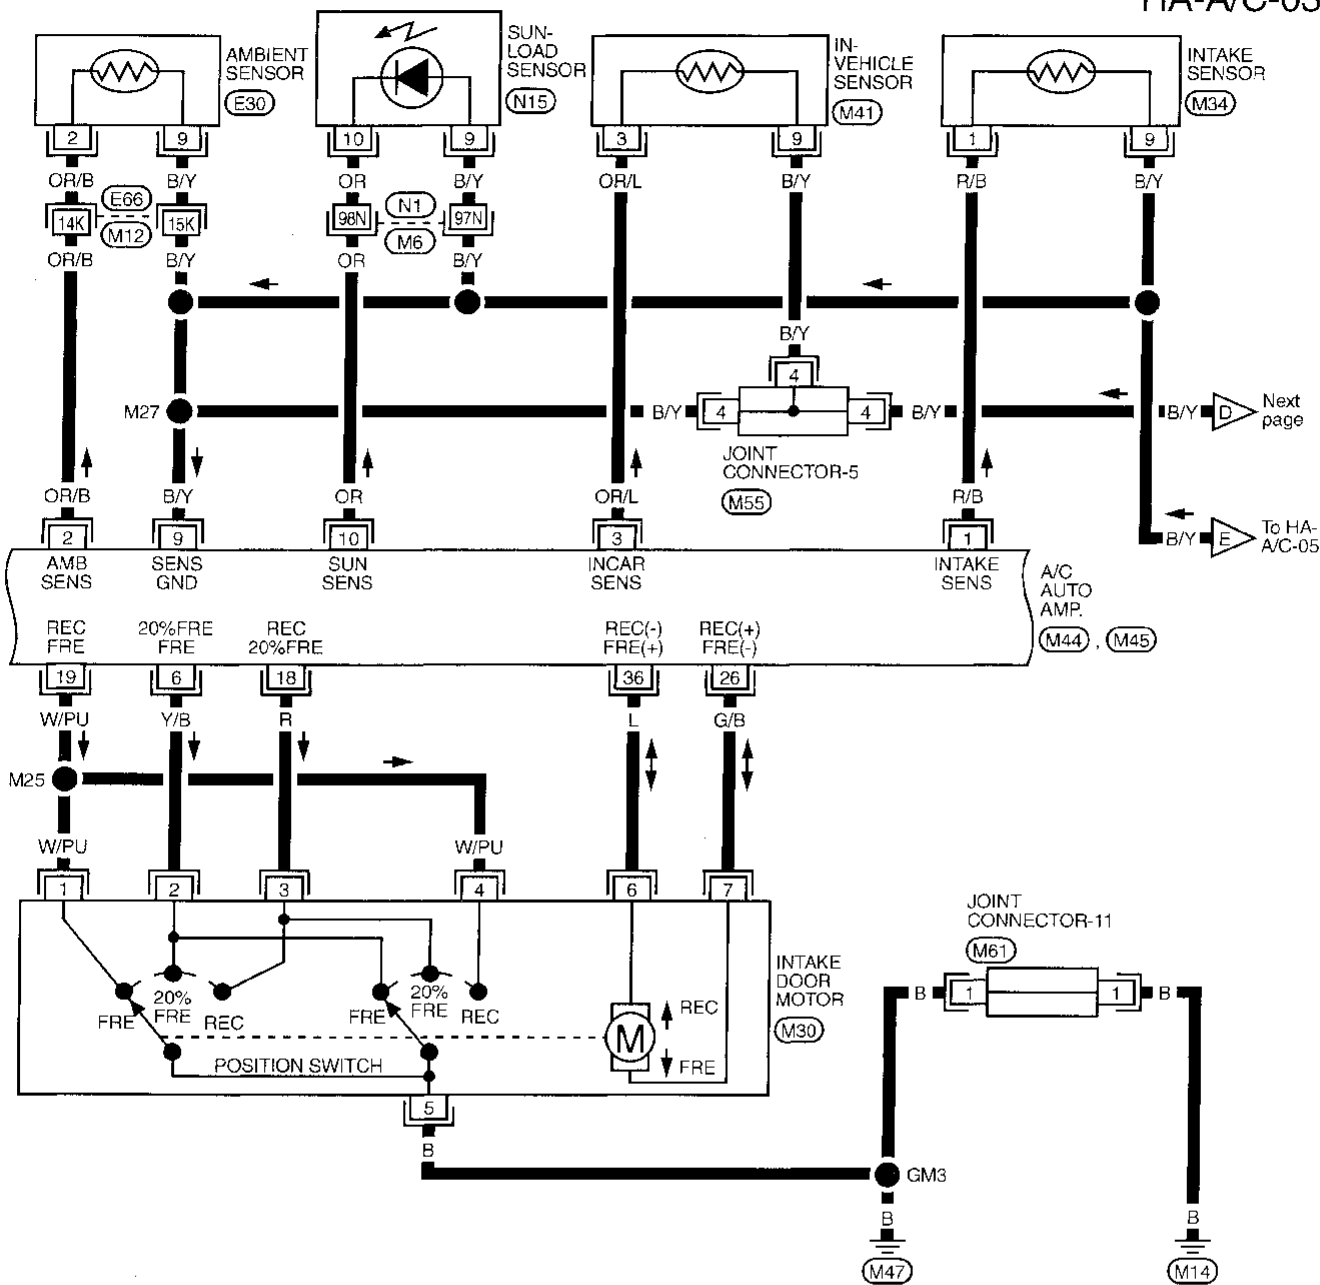 HA-A/C-03
AMBIENT
SENSOR
E30
SUN-
LOAD
SENSOR
N15
IN-
VEHICLE
SENSOR
M41
INTAKE
SENSOR
M34
2 9 10 9 3 9 1 9
OR/B B/Y OR B/Y OR/L B/Y R/B B/Y
14K E66 M12 15K 98N N1 M6 97N
OR/B B/Y OR B/Y
B/Y
4
M27 B/Y 4 4 B/Y B/Y D Next
page
JOINT
CONNECTOR-5
M55
OR/B B/Y OR OR/L R/B
2 9 10 3 1 B/Y E To HA-
A/C-05
AMB
SENS
SENS
GND
SUN
SENS
INCAR
SENS
INTAKE
SENS
A/C
AUTO
AMP.
M44 , M45
REC
FRE
20%FRE
FRE
REC
20%FRE
REC(-)
FRE(+)
REC(+)
FRE(-)
19 6 18 36 26
W/PU Y/B R L G/B
M25
W/PU W/PU
1 2 3 4 6 7
JOINT
CONNECTOR-11
M61
FRE 20%
FRE REC FRE 20%
FRE REC
M REC
FRE
INTAKE
DOOR
MOTOR
M30
POSITION SWITCH
B 1 1 B
5
B
GM3
B B
M47 M14